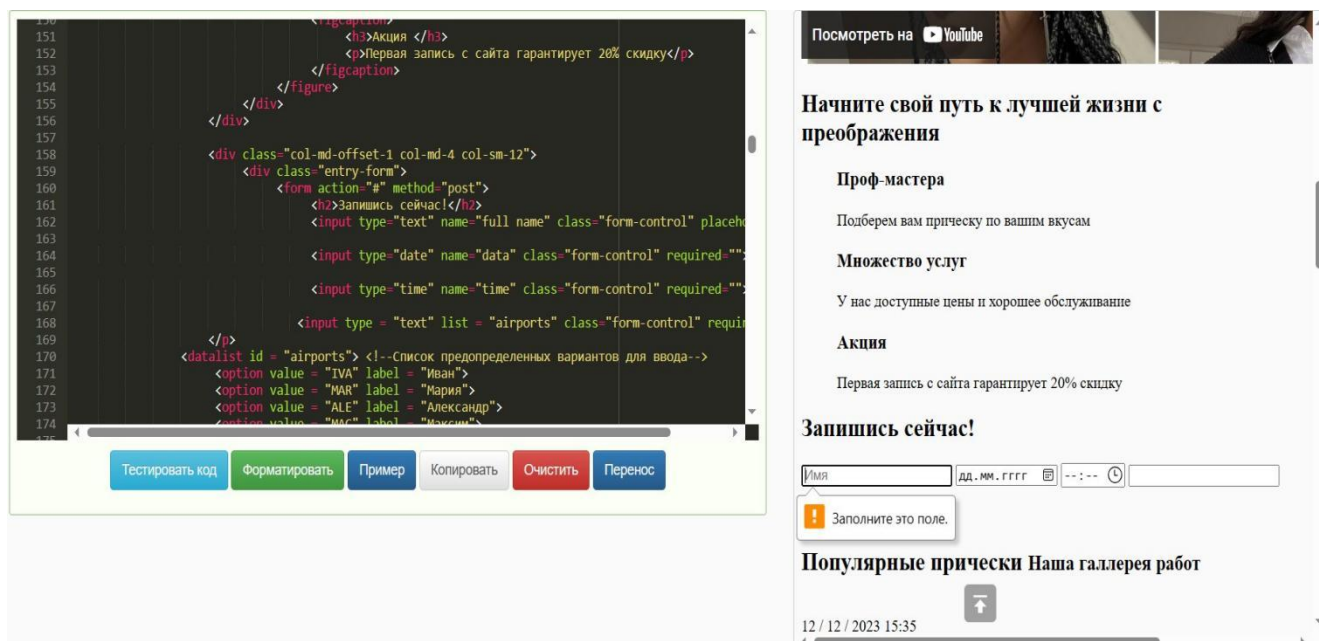 150 <figcaption>
151 <h3>Акция </h3>
152 <p>Первая запись с сайта гарантирует 20% скидку</p>
153 </figcaption>
154 </figure>
155 </div>
156 </div>
157
158 <div class="col-md-offset-1 col-md-4 col-sm-12">
159 <div class="entry-form">
160 <form action="#" method="post">
161 <h2>Запишись сейчас!</h2>
162 <input type="text" name="full name" class="form-control" placeho
163
164 <input type="date" name="data" class="form-control" required="">
165
166 <input type="time" name="time" class="form-control" required="">
167
168 <input type = "text" list = "airports" class="form-control" requir
169 </p>
170 <datalist id = "airports"> <!--Список предопределенных вариантов для ввода-->
171 <option value = "IVA" label = "Иван">
172 <option value = "MAR" label = "Мария">
173 <option value = "ALE" label = "Александр">
174 <option value = "MAC" label = "Максим">
175
Тестировать код Форматировать Пример Копировать Очистить Перенос
Посмотреть на YouTube
Начните свой путь к лучшей жизни с
преображения
Проф-мастера
Подберем вам прическу по вашим вкусам
Множество услуг
У нас доступные цены и хорошее обслуживание
Акция
Первая запись с сайта гарантирует 20% скидку
Запишись сейчас!
Имя дд.мм.гггг --:--
! Заполните это поле.
Популярные прически Наша галлерея работ
12 / 12 / 2023 15:35